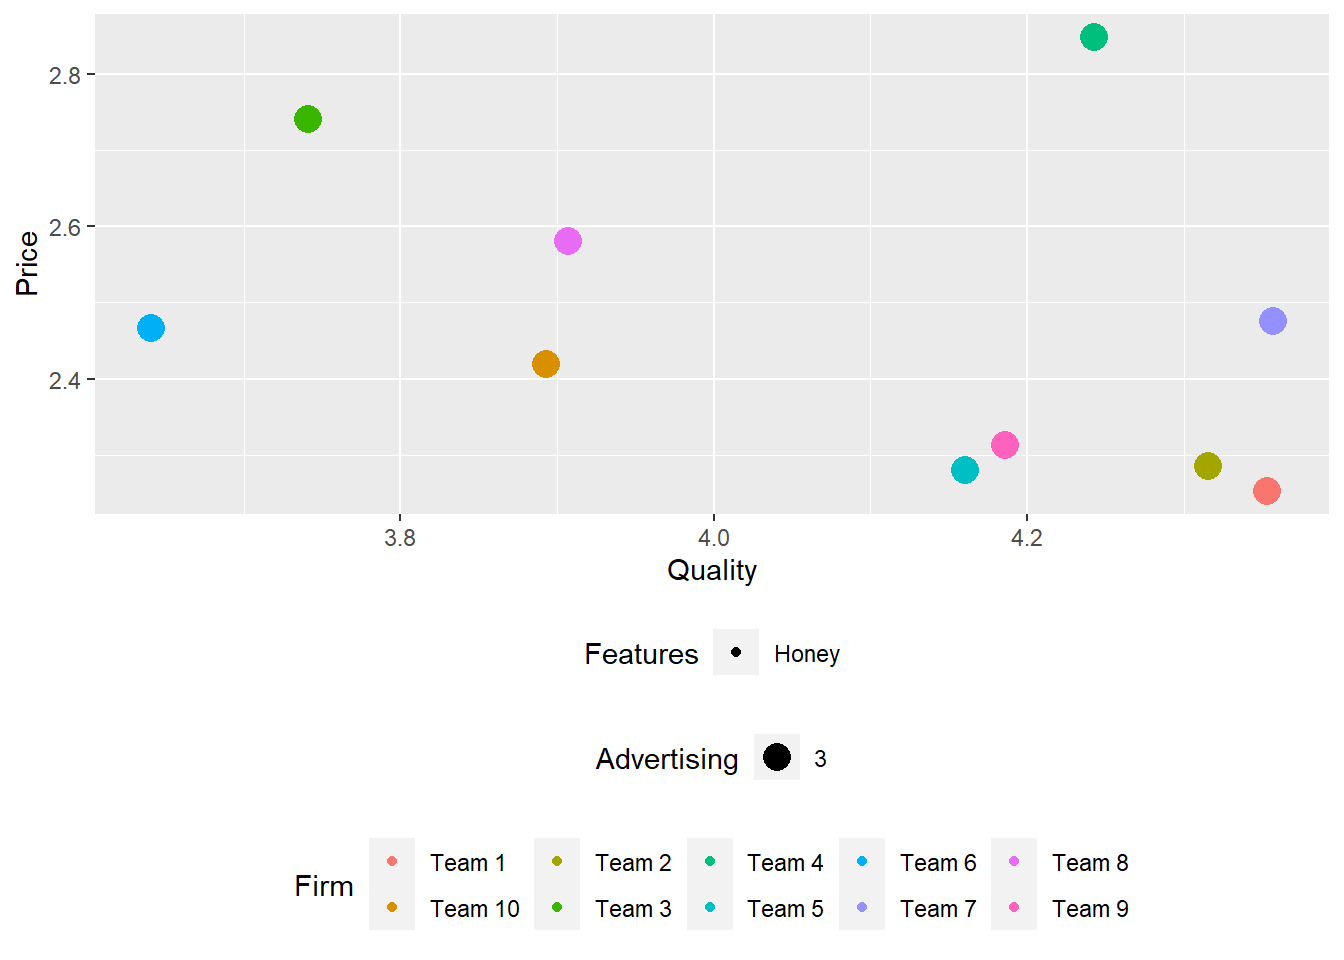 2.8
2.6
2.4
Price
3.8 4.0 4.2
Quality
Features Honey
Advertising 3
Firm
Team 1 Team 2 Team 4 Team 6 Team 8
Team 10 Team 3 Team 5 Team 7 Team 9